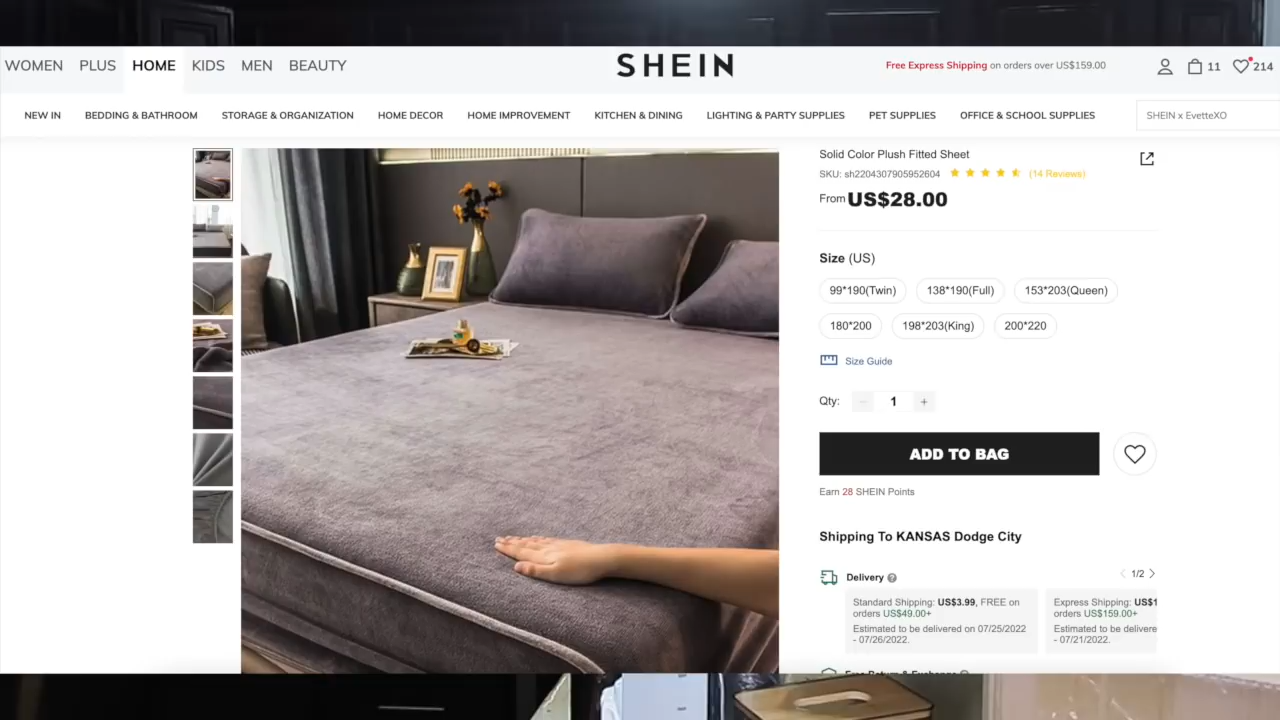 WOMEN PLUS HOME KIDS MEN BEAUTY
SHEIN
Free Express Shipping on orders over US$159.00
11
214
NEW IN BEDDING & BATHROOM STORAGE & ORGANIZATION HOME DECOR HOME IMPROVEMENT KITCHEN & DINING LIGHTING & PARTY SUPPLIES PET SUPPLIES OFFICE & SCHOOL SUPPLIES
SHEIN x EvetteXO
Solid Color Plush Fitted Sheet
SKU: sh2204307905952604 (14 Reviews)
From US$28.00
Size (US)
99*190(Twin) 138*190(Full) 153*203(Queen)
180*200 198*203(King) 200*220
Size Guide
Qty: − 1 +
ADD TO BAG
Earn 28 SHEIN Points
Shipping To KANSAS Dodge City
Delivery ? 1/2
Standard Shipping: US$3.99, FREE on
orders US$49.00+
Estimated to be delivered on 07/25/2022
- 07/26/2022.
Express Shipping: US$1
orders US$159.00+
Estimated to be delivere
- 07/21/2022.
Free Return & Exchange